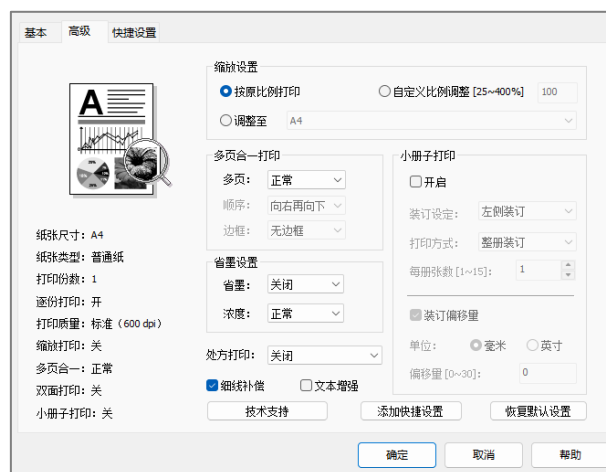 基本 高级 快捷设置
缩放设置
按原比例打印 自定义比例调整 [25~400%] 100
调整至 A4
多页合一打印
多页： 正常
顺序： 向右再向下
边框： 无边框
小册子打印
开启
装订设定： 左侧装订
打印方式： 整册装订
每册张数 [1~15]： 1
装订偏移量
单位： 毫米 英寸
偏移量 [0~30]： 0
省墨设置
省墨： 关闭
浓度： 正常
处方打印： 关闭
细线补偿 文本增强
纸张尺寸：A4
纸张类型：普通纸
打印份数：1
逐份打印：开
打印质量：标准（600 dpi）
缩放打印：关
多页合一：正常
双面打印：关
小册子打印：关
技术支持 添加快捷设置 恢复默认设置
确定 取消 帮助